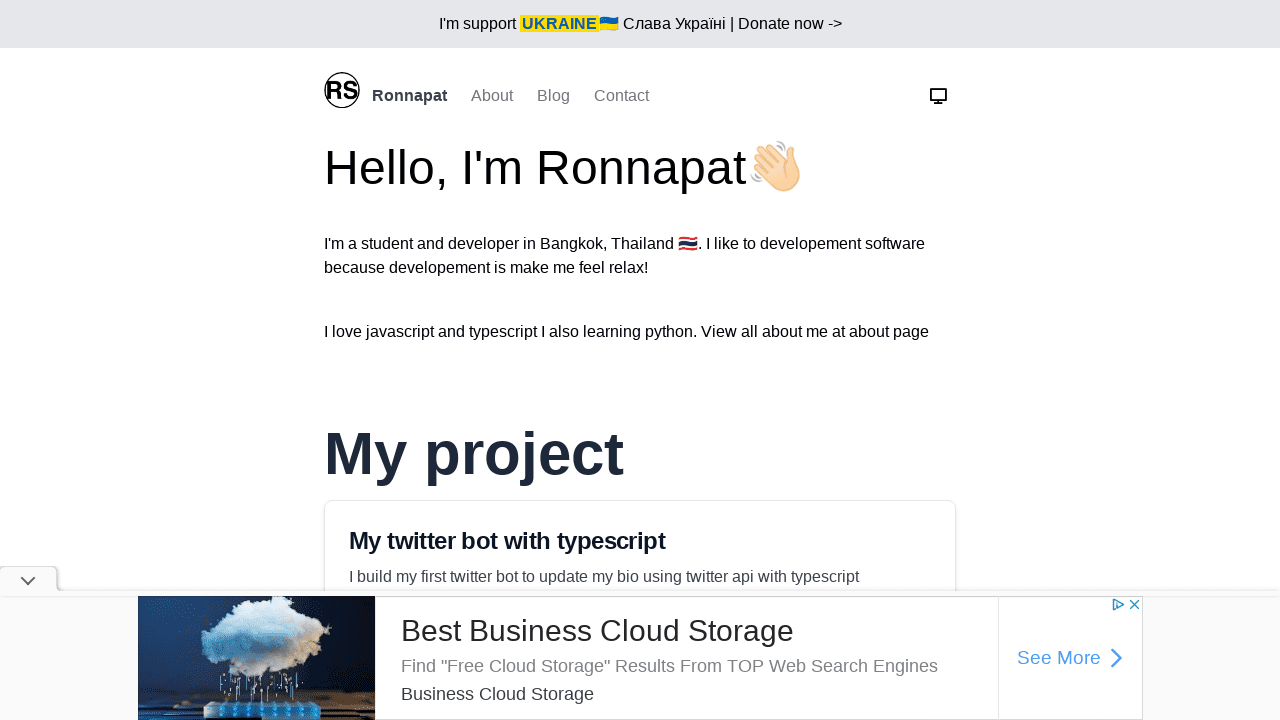 I'm support UKRAINE🇺🇦 Слава Україні | Donate now ->
RS Ronnapat About Blog Contact
Hello, I'm Ronnapat👋🏻
I'm a student and developer in Bangkok, Thailand 🇹🇭. I like to developement software
because developement is make me feel relax!
I love javascript and typescript I also learning python. View all about me at about page
My project
My twitter bot with typescript
I build my first twitter bot to update my bio using twitter api with typescript
Best Business Cloud Storage
Find "Free Cloud Storage" Results From TOP Web Search Engines
Business Cloud Storage
See More